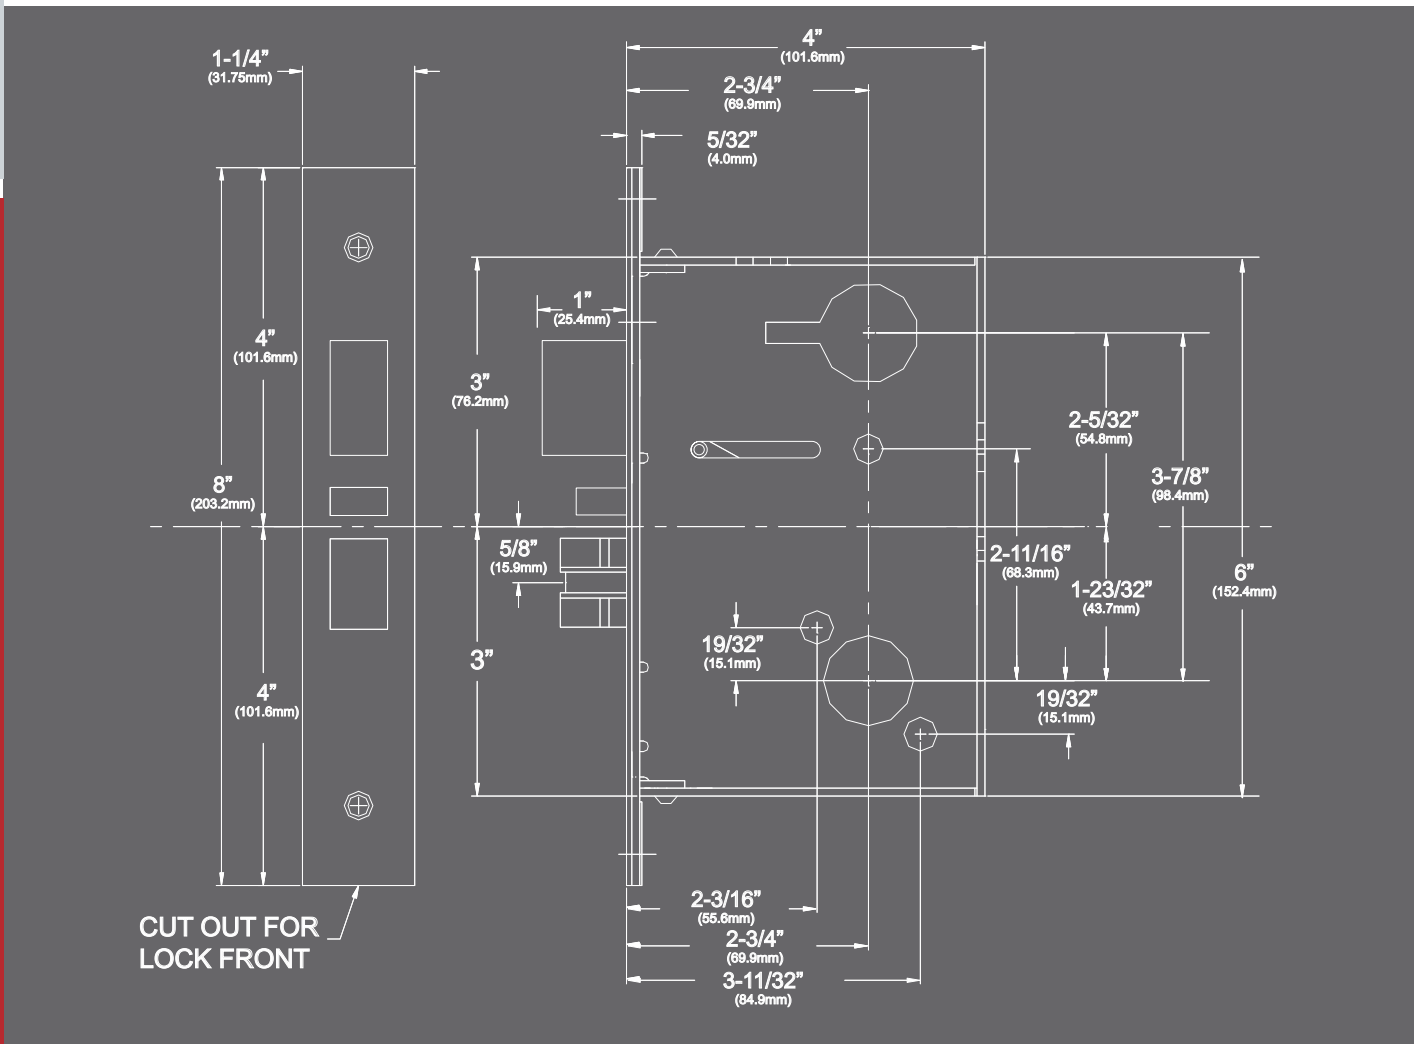 4”
(101.6mm)
1-1/4”
(31.75mm)
2-3/4”
(69.9mm)
5/32”
(4.0mm)
1”
(25.4mm)
4”
(101.6mm)
3”
(76.2mm)
2-5/32”
(54.8mm)
3-7/8”
(98.4mm)
8”
(203.2mm)
5/8”
(15.9mm)
2-11/16”
(68.3mm)
1-23/32”
(43.7mm)
6”
(152.4mm)
19/32”
(15.1mm)
3”
4”
(101.6mm)
19/32”
(15.1mm)
2-3/16”
(55.6mm)
CUT OUT FOR
LOCK FRONT
2-3/4”
(69.9mm)
3-11/32”
(84.9mm)